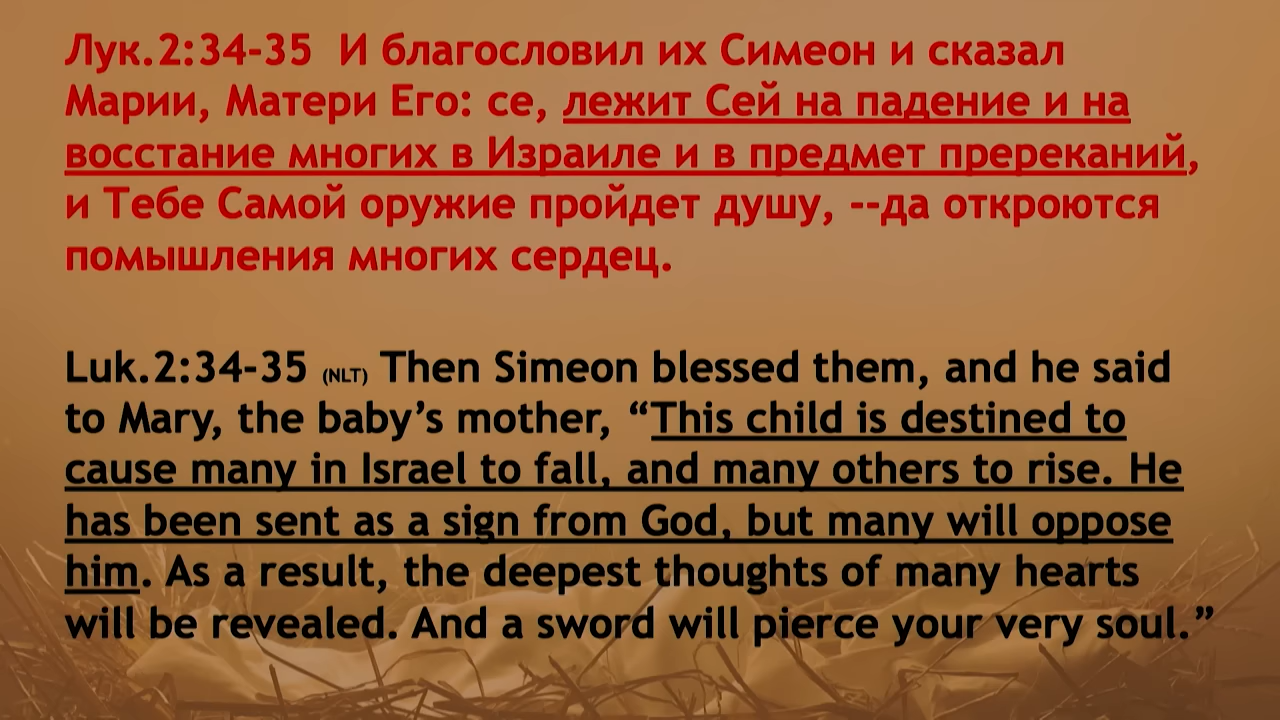 Лук.2:34-35 И благословил их Симеон и сказал
Марии, Матери Его: се, лежит Сей на падение и на
восстание многих в Израиле и в предмет пререканий,
и Тебе Самой оружие пройдет душу, --да откроются
помышления многих сердец.
Luk.2:34-35 (NLT) Then Simeon blessed them, and he said
to Mary, the baby’s mother, “This child is destined to
cause many in Israel to fall, and many others to rise. He
has been sent as a sign from God, but many will oppose
him. As a result, the deepest thoughts of many hearts
will be revealed. And a sword will pierce your very soul.”